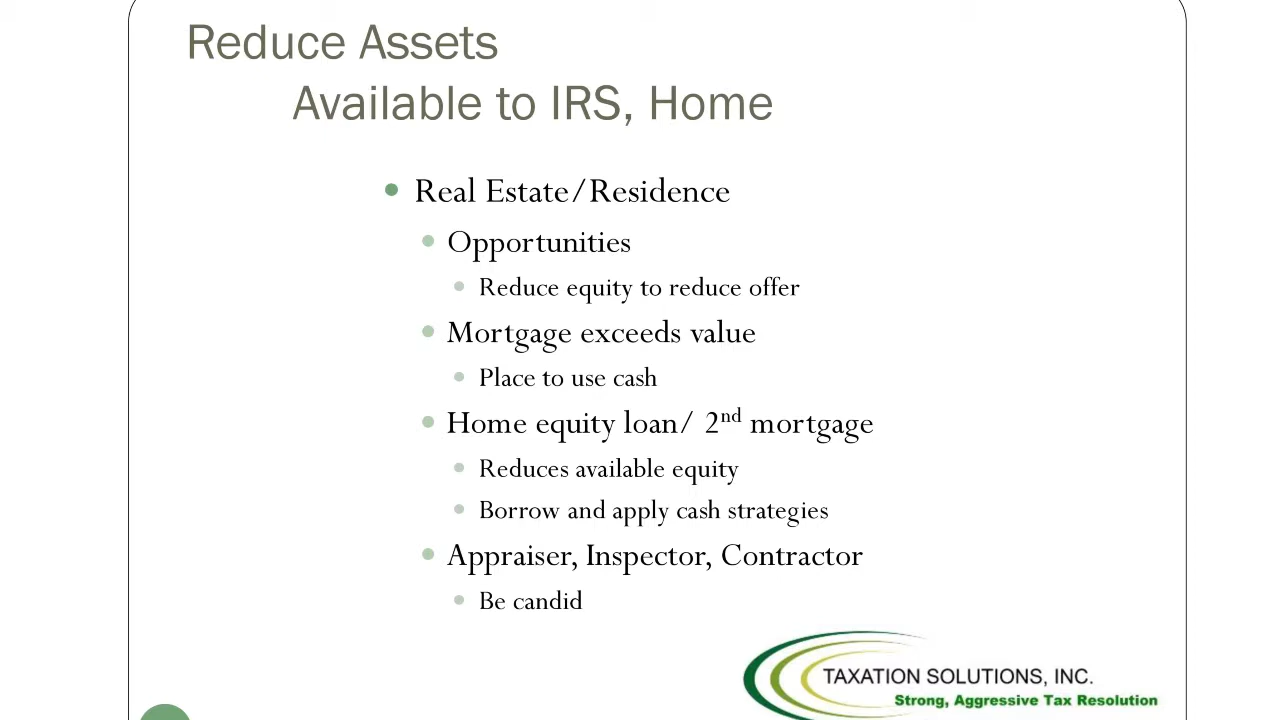 Reduce Assets
Available to IRS, Home
Real Estate/Residence
Opportunities
Reduce equity to reduce offer
Mortgage exceeds value
Place to use cash
Home equity loan/ 2nd mortgage
Reduces available equity
Borrow and apply cash strategies
Appraiser, Inspector, Contractor
Be candid
TAXATION SOLUTIONS, INC.
Strong, Aggressive Tax Resolution